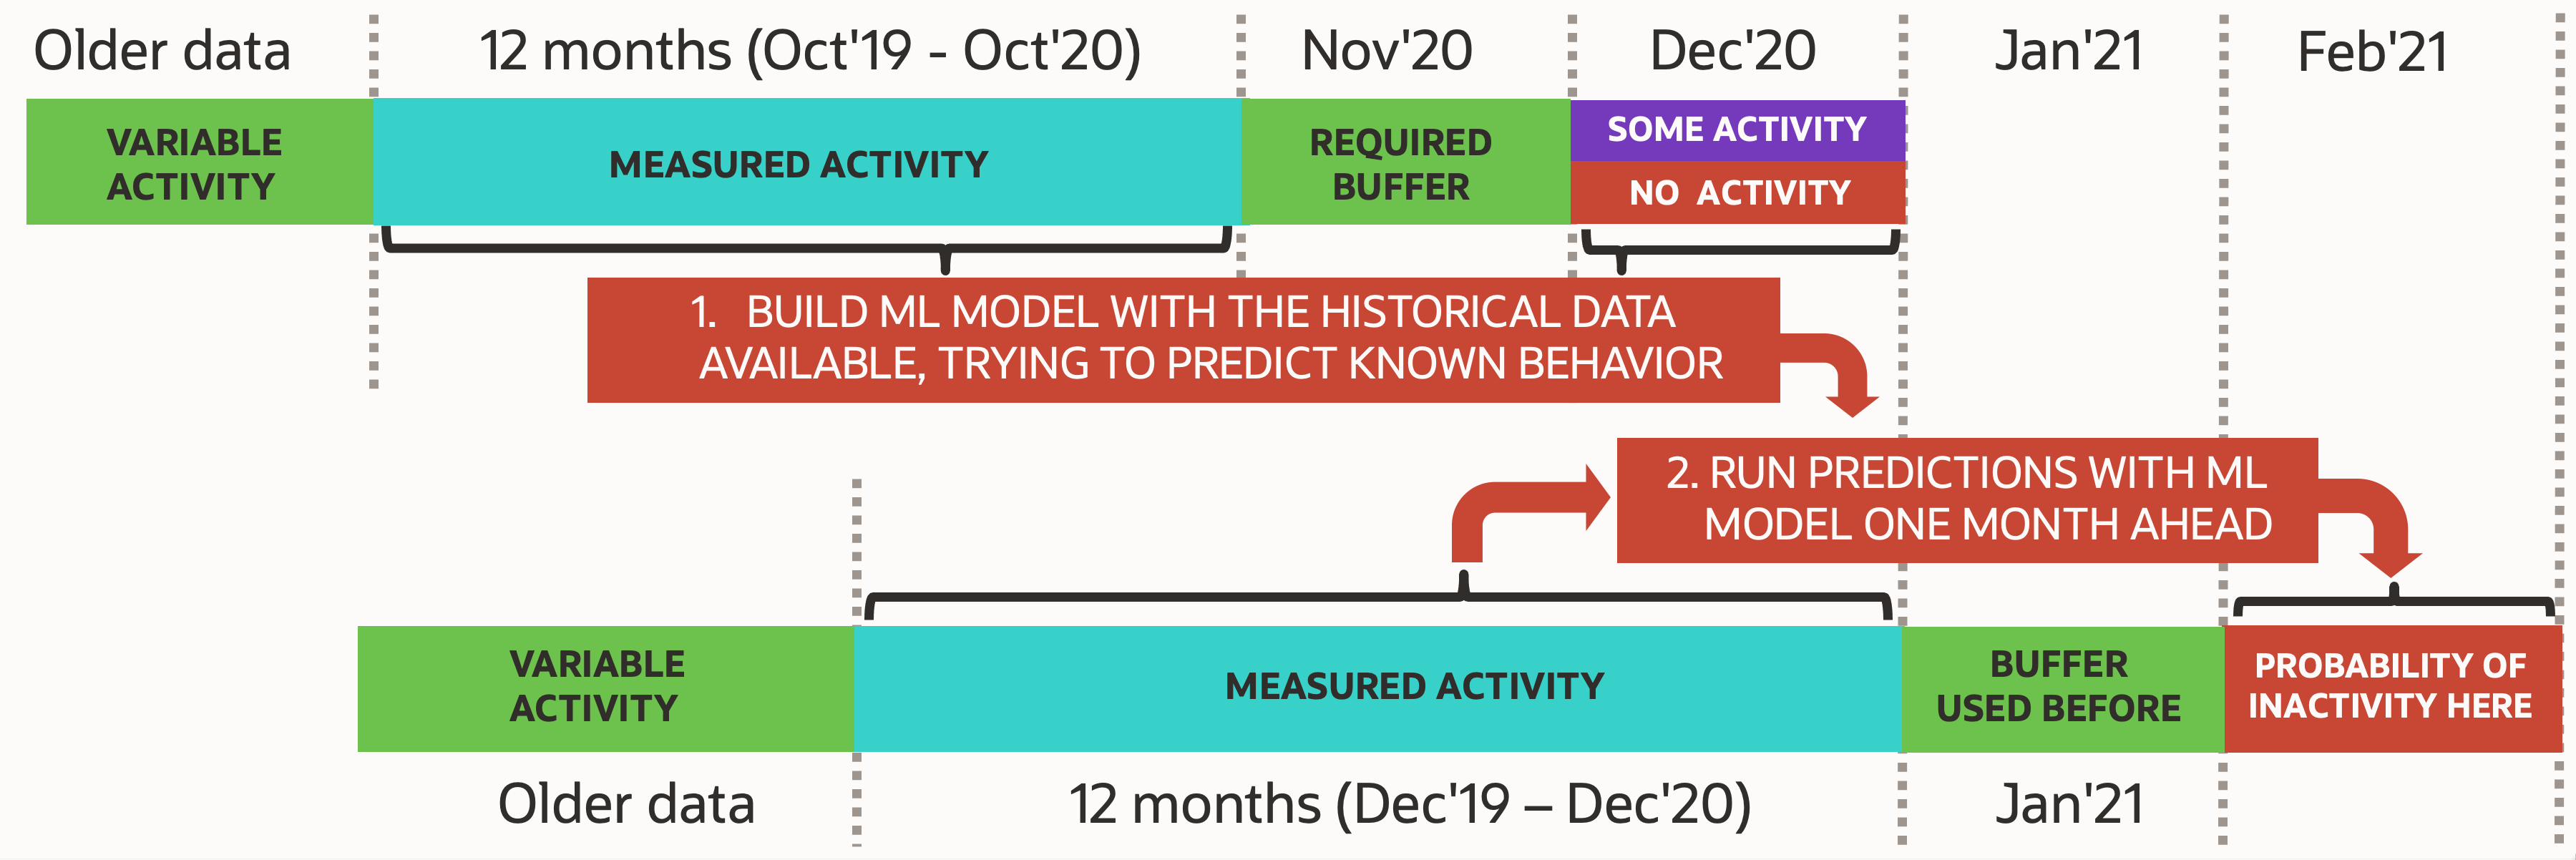 Older data
12 months (Oct'19 - Oct'20)
Nov'20
Dec'20
Jan'21
Feb'21
VARIABLE
ACTIVITY
MEASURED ACTIVITY
REQUIRED
BUFFER
SOME ACTIVITY
NO ACTIVITY
1. BUILD ML MODEL WITH THE HISTORICAL DATA
AVAILABLE, TRYING TO PREDICT KNOWN BEHAVIOR
2. RUN PREDICTIONS WITH ML
MODEL ONE MONTH AHEAD
VARIABLE
ACTIVITY
MEASURED ACTIVITY
BUFFER
USED BEFORE
PROBABILITY OF
INACTIVITY HERE
Older data
12 months (Dec'19 – Dec'20)
Jan'21